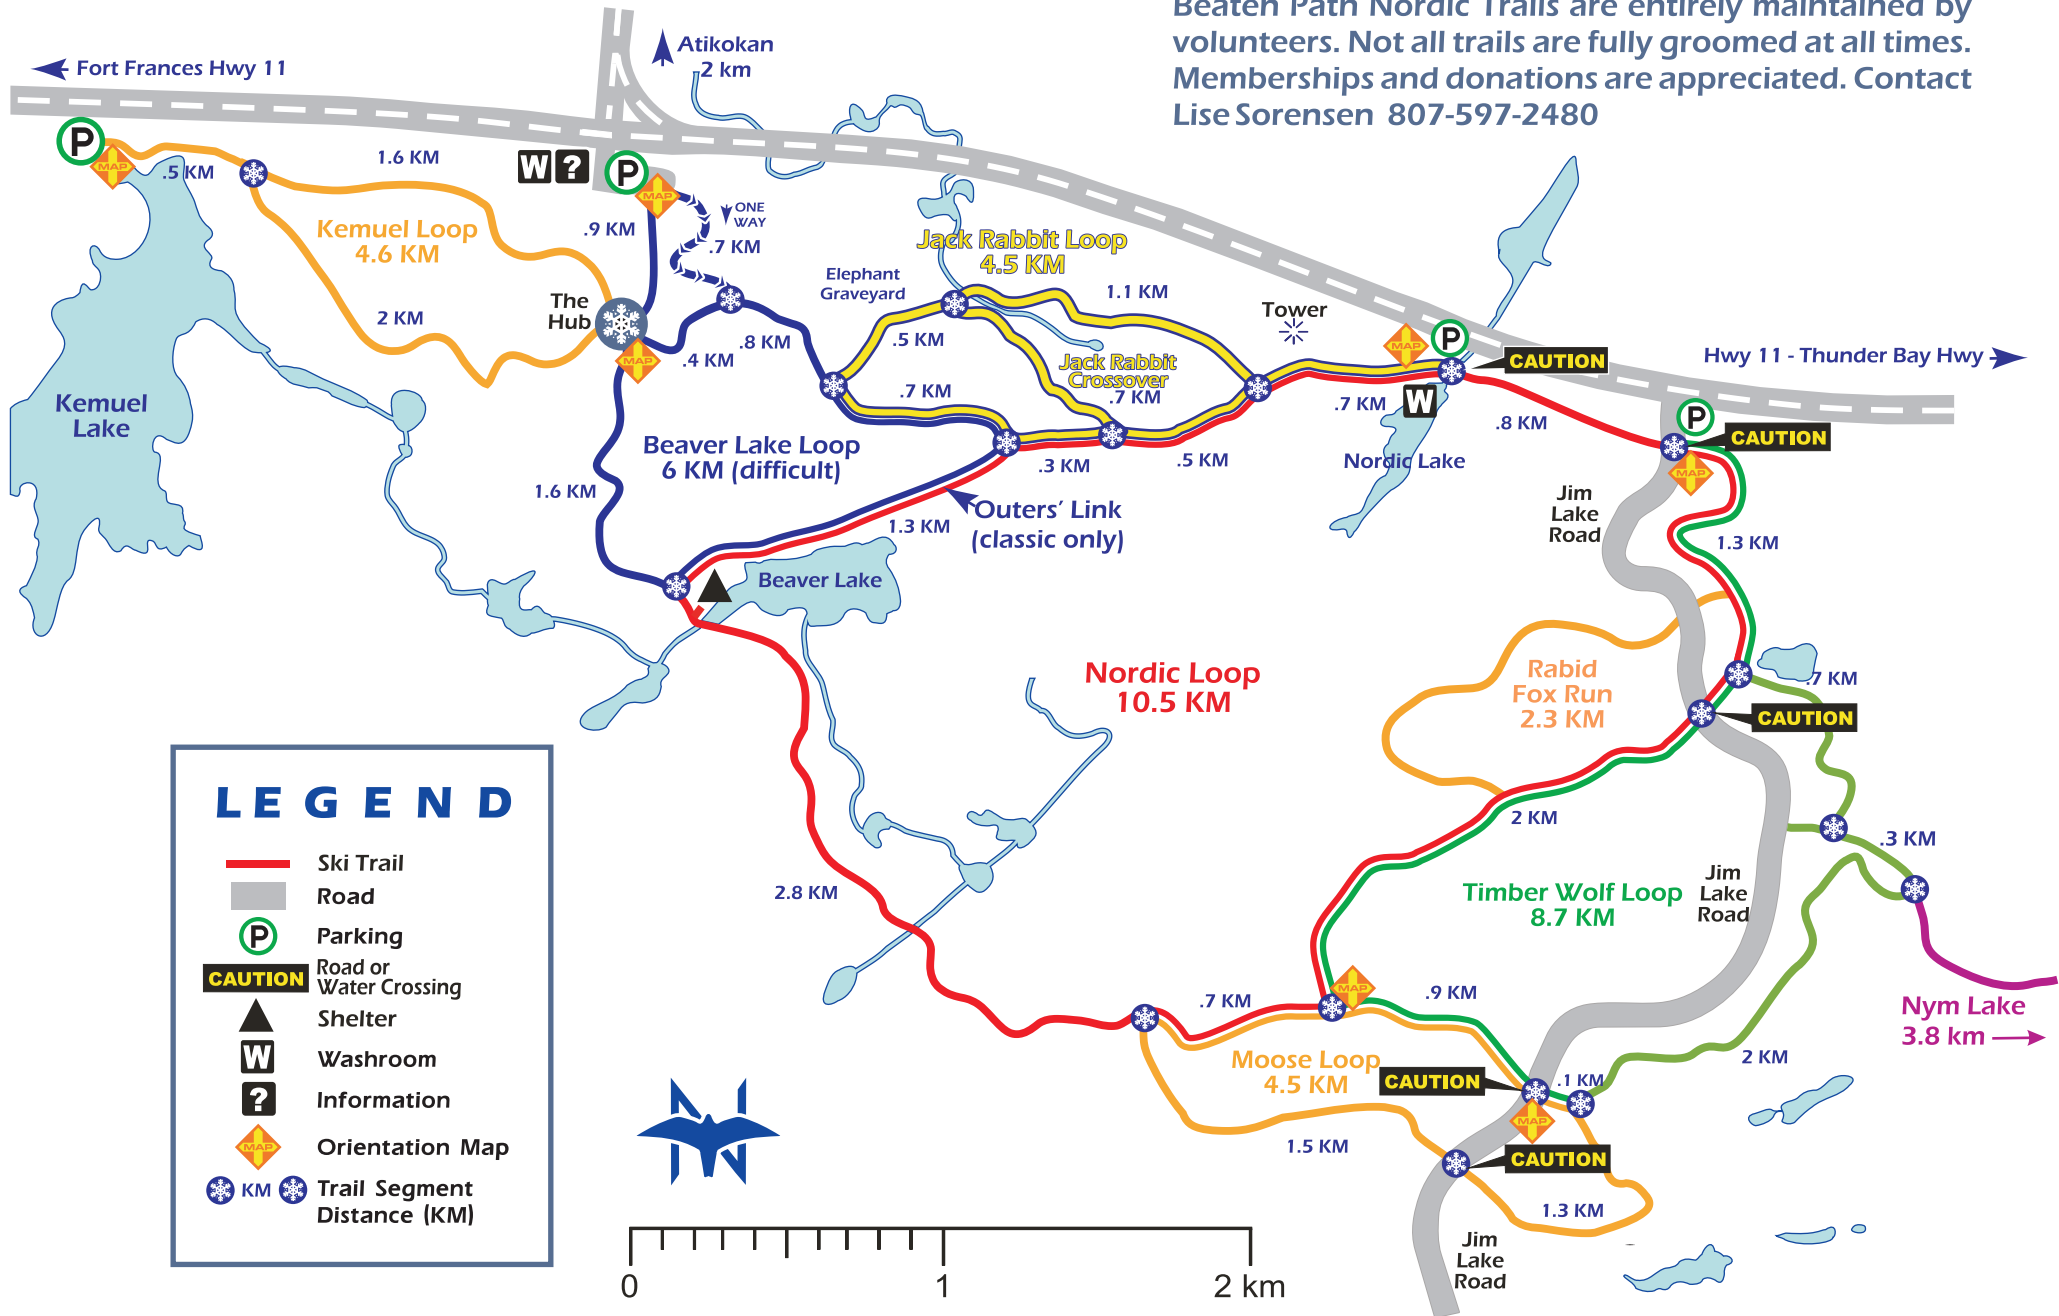 Beaten Path Nordic Trails are entirely maintained by
volunteers. Not all trails are fully groomed at all times.
Memberships and donations are appreciated. Contact
Lise Sorensen 807-597-2480
Fort Frances Hwy 11
Atikokan
2 km
P
MAP
.5 KM
1.6 KM
W ?
P
MAP
ONE
WAY
.9 KM
.7 KM
Kemuel Loop
4.6 KM
2 KM
The
Hub
MAP
.4 KM
.8 KM
Elephant
Graveyard
Jack Rabbit Loop
4.5 KM
1.1 KM
.5 KM
Jack Rabbit
Crossover
.7 KM
.7 KM
Tower
MAP
P
CAUTION
W
.7 KM
.8 KM
Hwy 11 - Thunder Bay Hwy
P
CAUTION
MAP
Kemuel
Lake
Beaver Lake Loop
6 KM (difficult)
.3 KM
.5 KM
Nordic Lake
1.6 KM
1.3 KM
Outers' Link
(classic only)
Jim
Lake
Road
1.3 KM
Beaver Lake
Nordic Loop
10.5 KM
Rabid
Fox Run
2.3 KM
.7 KM
CAUTION
2 KM
.3 KM
2.8 KM
Timber Wolf Loop
8.7 KM
Jim
Lake
Road
MAP
.7 KM
.9 KM
Nym Lake
3.8 km
Moose Loop
4.5 KM
CAUTION
.1 KM
2 KM
MAP
1.5 KM
CAUTION
1.3 KM
Jim
Lake
Road
LEGEND
Ski Trail
Road
P Parking
CAUTION Road or
Water Crossing
Shelter
W Washroom
? Information
MAP Orientation Map
KM Trail Segment
Distance (KM)
N
0 1 2 km